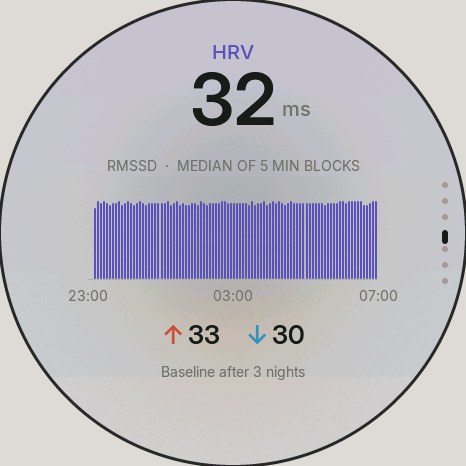 HRV
32 ms
RMSSD · MEDIAN OF 5 MIN BLOCKS
23:00 03:00 07:00
↑ 33 ↓ 30
Baseline after 3 nights